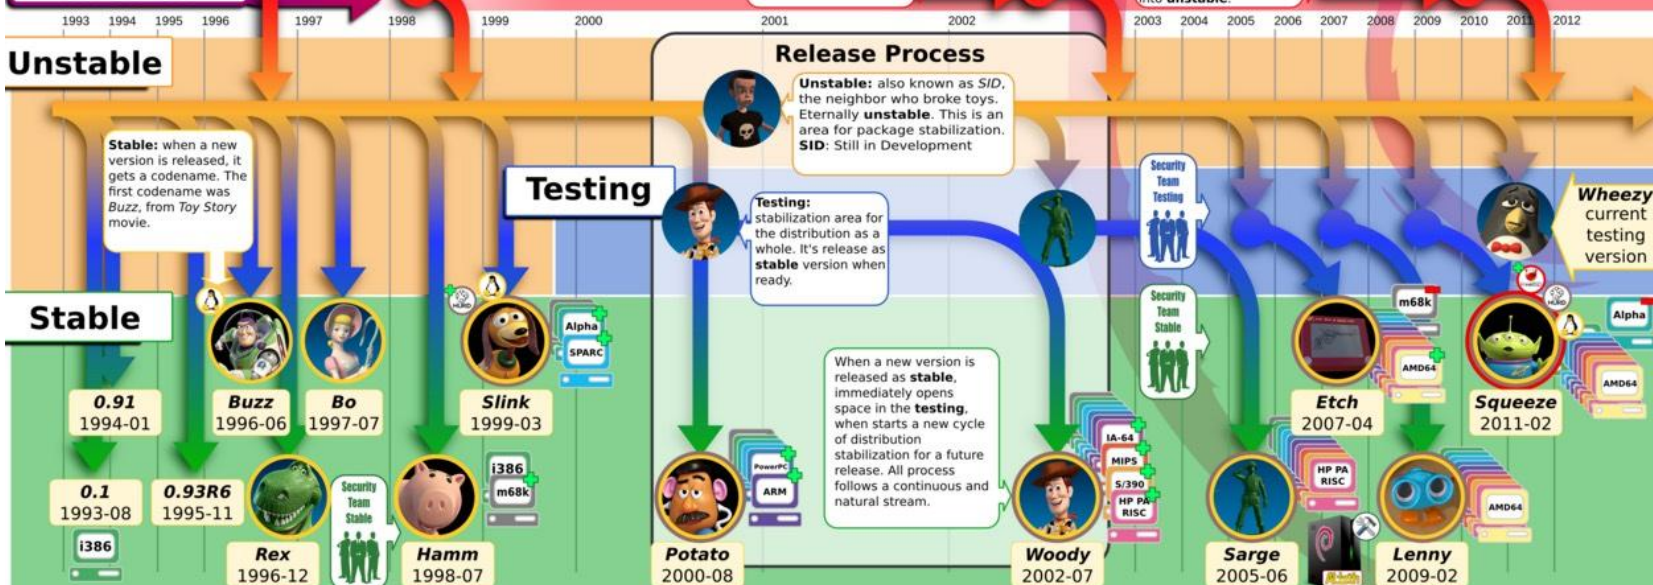 into unstable.
1993 1994 1995 1996 1997 1998 1999 2000 2001 2002 2003 2004 2005 2006 2007 2008 2009 2010 2011 2012
Unstable
Release Process
Unstable: also known as SID,
the neighbor who broke toys.
Eternally unstable. This is an
area for package stabilization.
SID: Still in Development
Stable: when a new
version is released, it
gets a codename. The
first codename was
Buzz, from Toy Story
movie.
Testing
Testing:
stabilization area for
the distribution as a
whole. It's release as
stable version when
ready.
Security
Team
Testing
Wheezy
current
testing
version
Stable
HURD
Alpha
SPARC
Security
Team
Stable
m68k
AMD64
HURD
Alpha
AMD64
When a new version is
released as stable,
immediately opens
space in the testing,
when starts a new cycle
of distribution
stabilization for a future
release. All process
follows a continuous and
natural stream.
0.91
1994-01
Buzz
1996-06
Bo
1997-07
Slink
1999-03
Etch
2007-04
Squeeze
2011-02
0.1
1993-08
i386
0.93R6
1995-11
Rex
1996-12
Security
Team
Stable
Hamm
1998-07
i386
m68k
Potato
2000-08
PowerPC
ARM
Woody
2002-07
IA-64
MIPS
S/390
HP PA
RISC
Sarge
2005-06
HP PA
RISC
Lenny
2009-02
AMD64